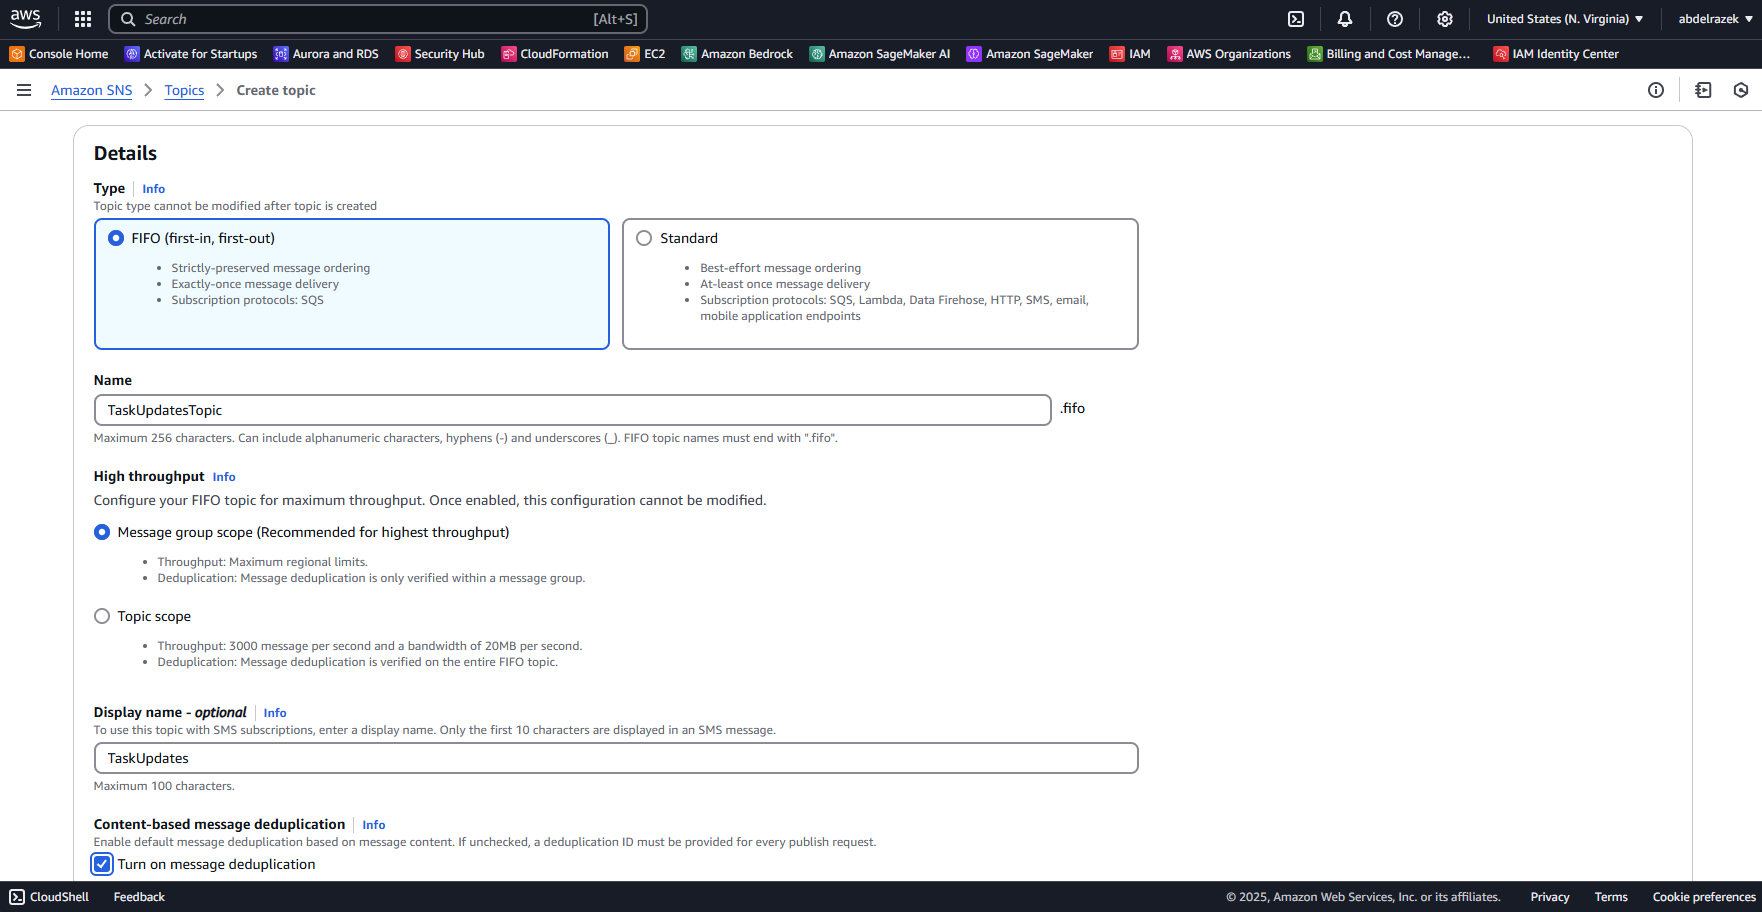 aws
Search [Alt+S]
United States (N. Virginia) ▼
abdelrazek ▼
Console Home Activate for Startups Aurora and RDS Security Hub CloudFormation EC2 Amazon Bedrock Amazon SageMaker AI Amazon SageMaker IAM AWS Organizations Billing and Cost Manage... IAM Identity Center
Amazon SNS > Topics > Create topic
Details
Type Info
Topic type cannot be modified after topic is created
FIFO (first-in, first-out)
• Strictly-preserved message ordering
• Exactly-once message delivery
• Subscription protocols: SQS
Standard
• Best-effort message ordering
• At-least once message delivery
• Subscription protocols: SQS, Lambda, Data Firehose, HTTP, SMS, email,
mobile application endpoints
Name
TaskUpdatesTopic .fifo
Maximum 256 characters. Can include alphanumeric characters, hyphens (-) and underscores (_). FIFO topic names must end with ".fifo".
High throughput Info
Configure your FIFO topic for maximum throughput. Once enabled, this configuration cannot be modified.
Message group scope (Recommended for highest throughput)
• Throughput: Maximum regional limits.
• Deduplication: Message deduplication is only verified within a message group.
Topic scope
• Throughput: 3000 message per second and a bandwidth of 20MB per second.
• Deduplication: Message deduplication is verified on the entire FIFO topic.
Display name - optional Info
To use this topic with SMS subscriptions, enter a display name. Only the first 10 characters are displayed in an SMS message.
TaskUpdates
Maximum 100 characters.
Content-based message deduplication Info
Enable default message deduplication based on message content. If unchecked, a deduplication ID must be provided for every publish request.
Turn on message deduplication
CloudShell Feedback © 2025, Amazon Web Services, Inc. or its affiliates. Privacy Terms Cookie preferences